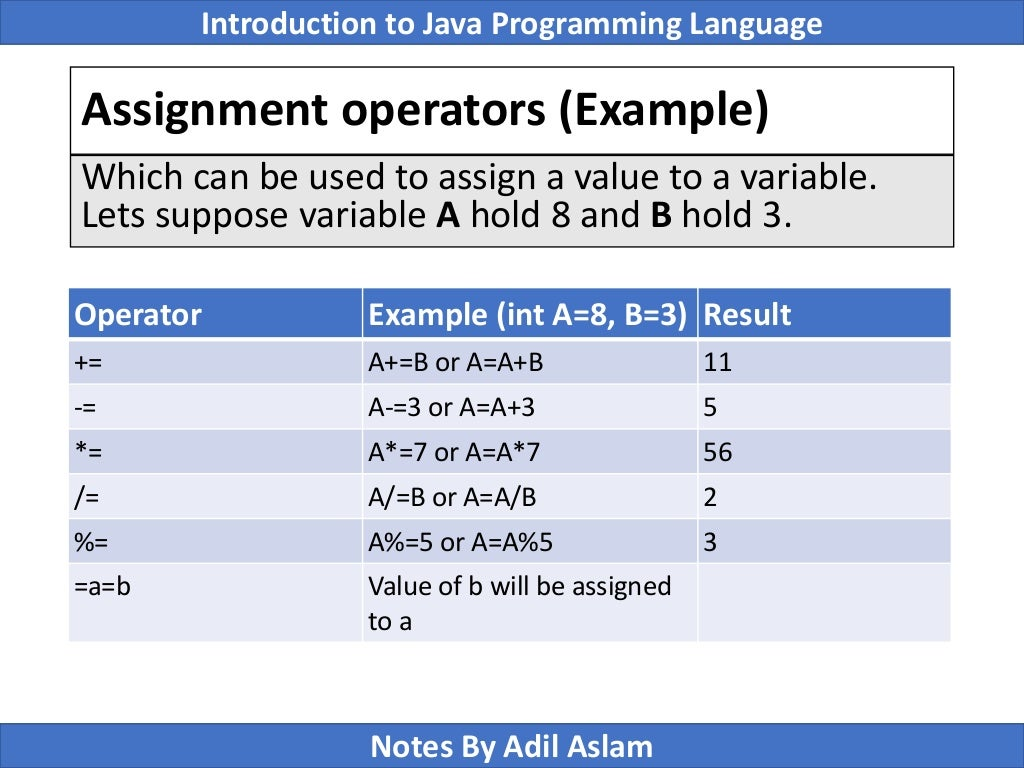 Introduction to Java Programming Language
Assignment operators (Example)
Which can be used to assign a value to a variable.
Lets suppose variable A hold 8 and B hold 3.
Operator Example (int A=8, B=3) Result
+= A+=B or A=A+B 11
-= A-=3 or A=A+3 5
*= A*=7 or A=A*7 56
/= A/=B or A=A/B 2
%= A%=5 or A=A%5 3
=a=b Value of b will be assigned
to a
Notes By Adil Aslam